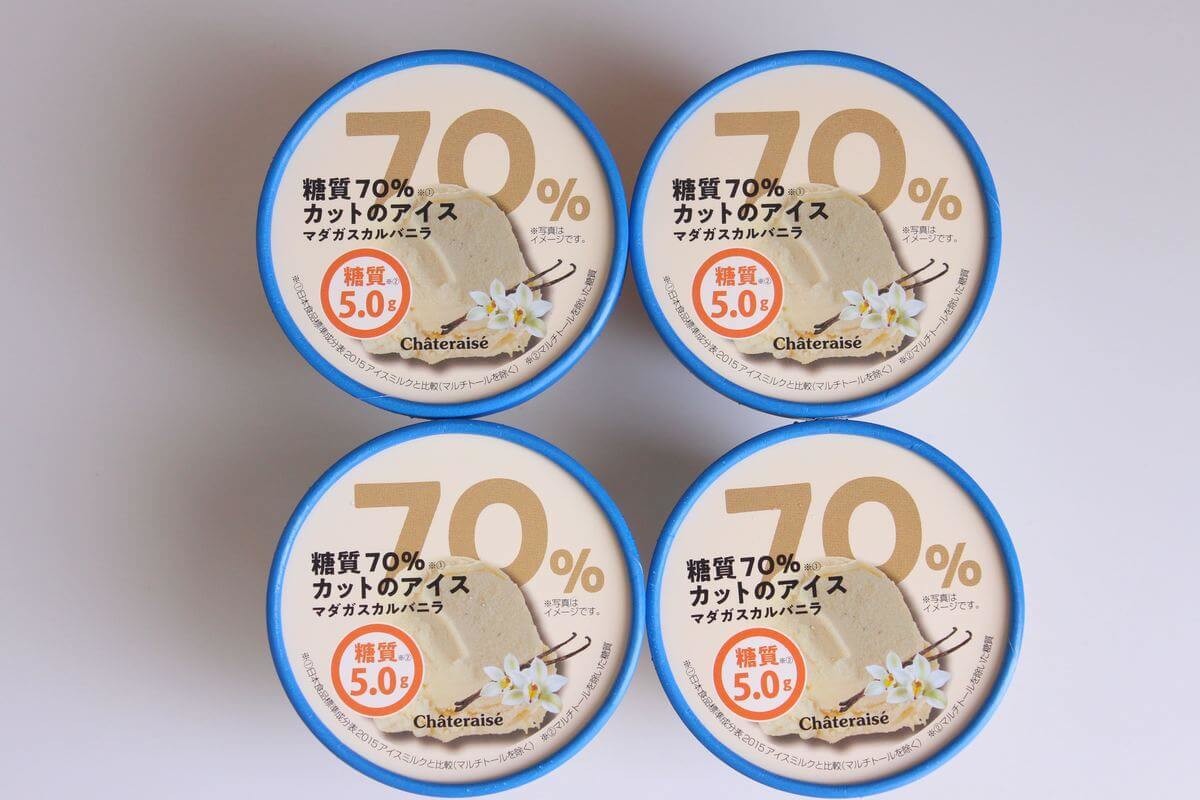 70%
糖質70%※①
カットのアイス
マダガスカルバニラ
※写真は
イメージです。
糖質※②
5.0g
Châteraisé
※①日本食品標準成分表2015アイスミルクと比較(マルチトールを除く) ※②マルチトールを除いた糖質
70%
糖質70%※①
カットのアイス
マダガスカルバニラ
※写真は
イメージです。
糖質※②
5.0g
Châteraisé
※①日本食品標準成分表2015アイスミルクと比較(マルチトールを除く) ※②マルチトールを除いた糖質
70%
糖質70%※①
カットのアイス
マダガスカルバニラ
※写真は
イメージです。
糖質※②
5.0g
Châteraisé
※①日本食品標準成分表2015アイスミルクと比較(マルチトールを除く) ※②マルチトールを除いた糖質
70%
糖質70%※①
カットのアイス
マダガスカルバニラ
※写真は
イメージです。
糖質※②
5.0g
Châteraisé
※①日本食品標準成分表2015アイスミルクと比較(マルチトールを除く) ※②マルチトールを除いた糖質